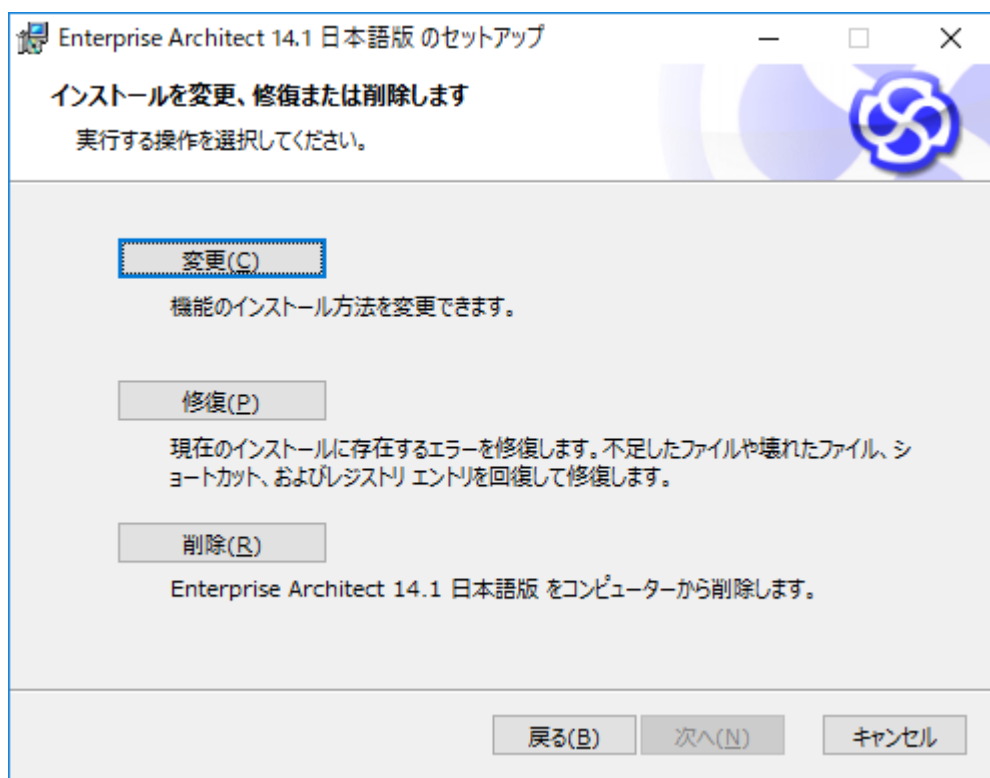 Enterprise Architect 14.1 日本語版 のセットアップ
インストールを変更、修復または削除します
実行する操作を選択してください。
変更(C)
機能のインストール方法を変更できます。
修復(P)
現在のインストールに存在するエラーを修復します。不足したファイルや壊れたファイル、シ
ョートカット、およびレジストリ エントリを回復して修復します。
削除(R)
Enterprise Architect 14.1 日本語版 をコンピューターから削除します。
戻る(B) 次へ(N) キャンセル